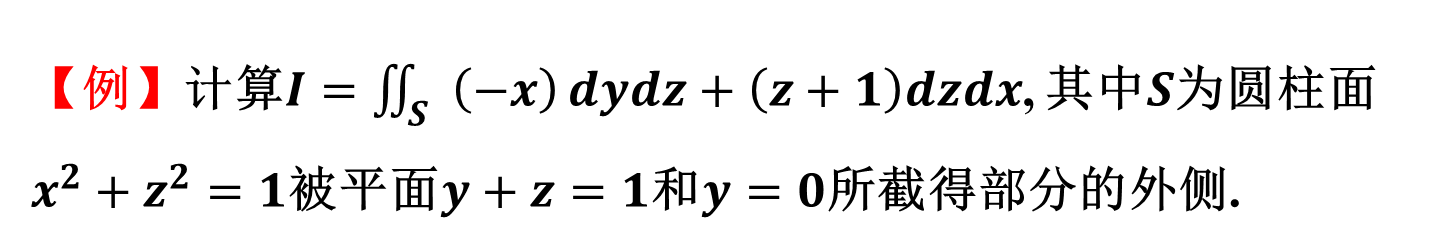 【例】计算I = ∬_S (−x) dydz + (z + 1)dzdx, 其中S为圆柱面
x² + z² = 1被平面y + z = 1和y = 0所截得部分的外侧.